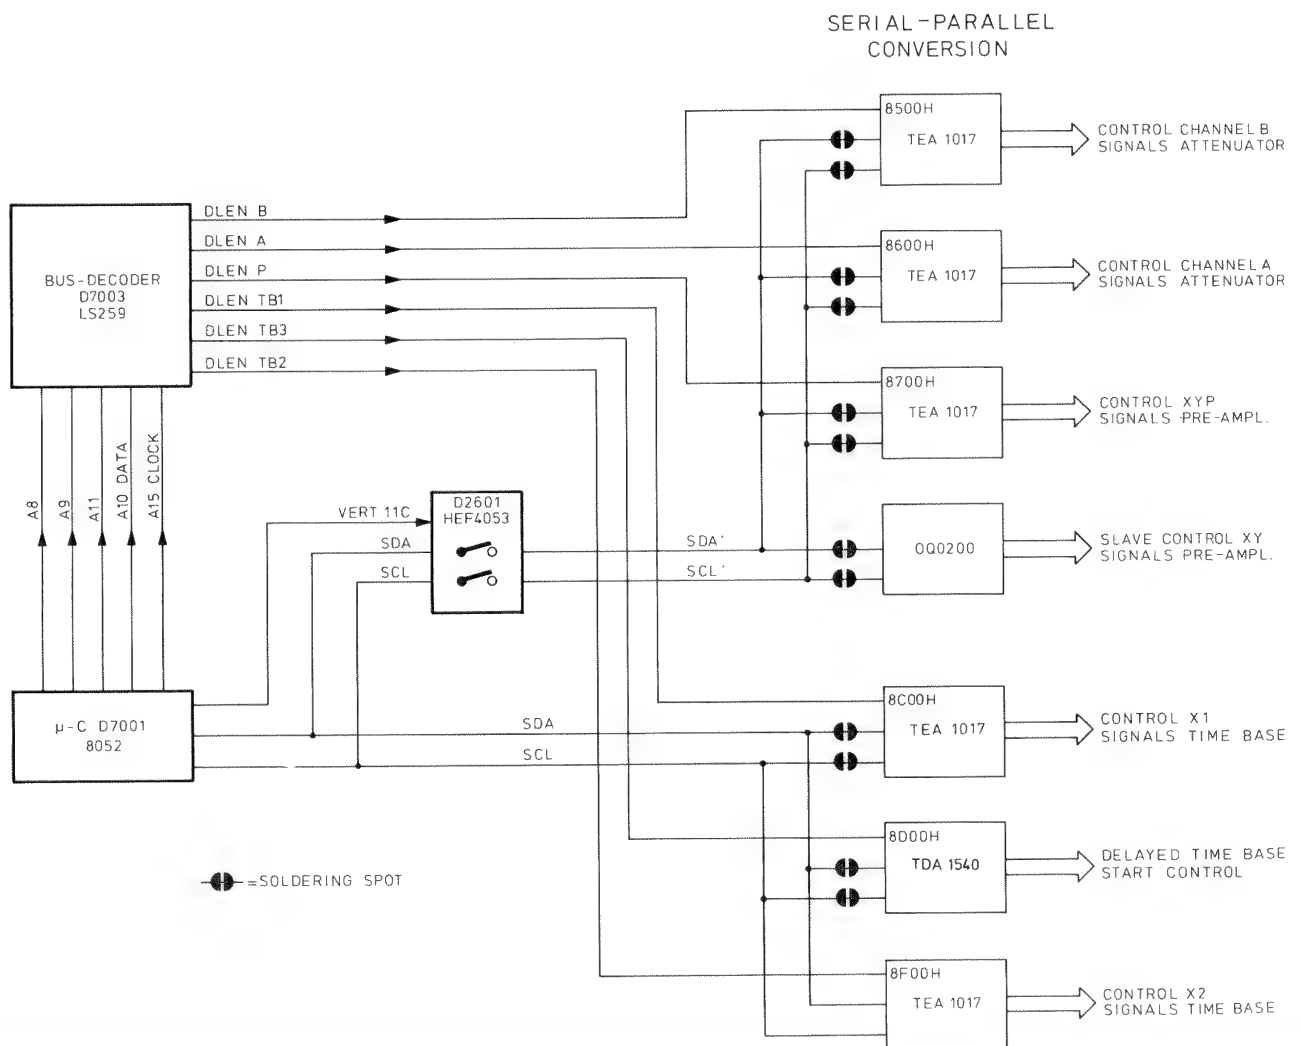 SERIAL-PARALLEL
CONVERSION
8500H
TEA 1017
CONTROL CHANNEL B
SIGNALS ATTENUATOR
DLEN B
DLEN A
DLEN P
DLEN TB1
DLEN TB3
DLEN TB2
BUS-DECODER
D7003
LS259
8600H
TEA 1017
CONTROL CHANNEL A
SIGNALS ATTENUATOR
8700H
TEA 1017
CONTROL XYP
SIGNALS PRE-AMPL.
A8
A9
A11
A10 DATA
A15 CLOCK
VERT 11C
SDA
SCL
D2601
HEF4053
SDA'
SCL'
OQ0200
SLAVE CONTROL XY
SIGNALS PRE-AMPL.
μ-C D7001
8052
SDA
SCL
8C00H
TEA 1017
CONTROL X1
SIGNALS TIME BASE
8D00H
TDA 1540
DELAYED TIME BASE
START CONTROL
=SOLDERING SPOT
8F00H
TEA 1017
CONTROL X2
SIGNALS TIME BASE